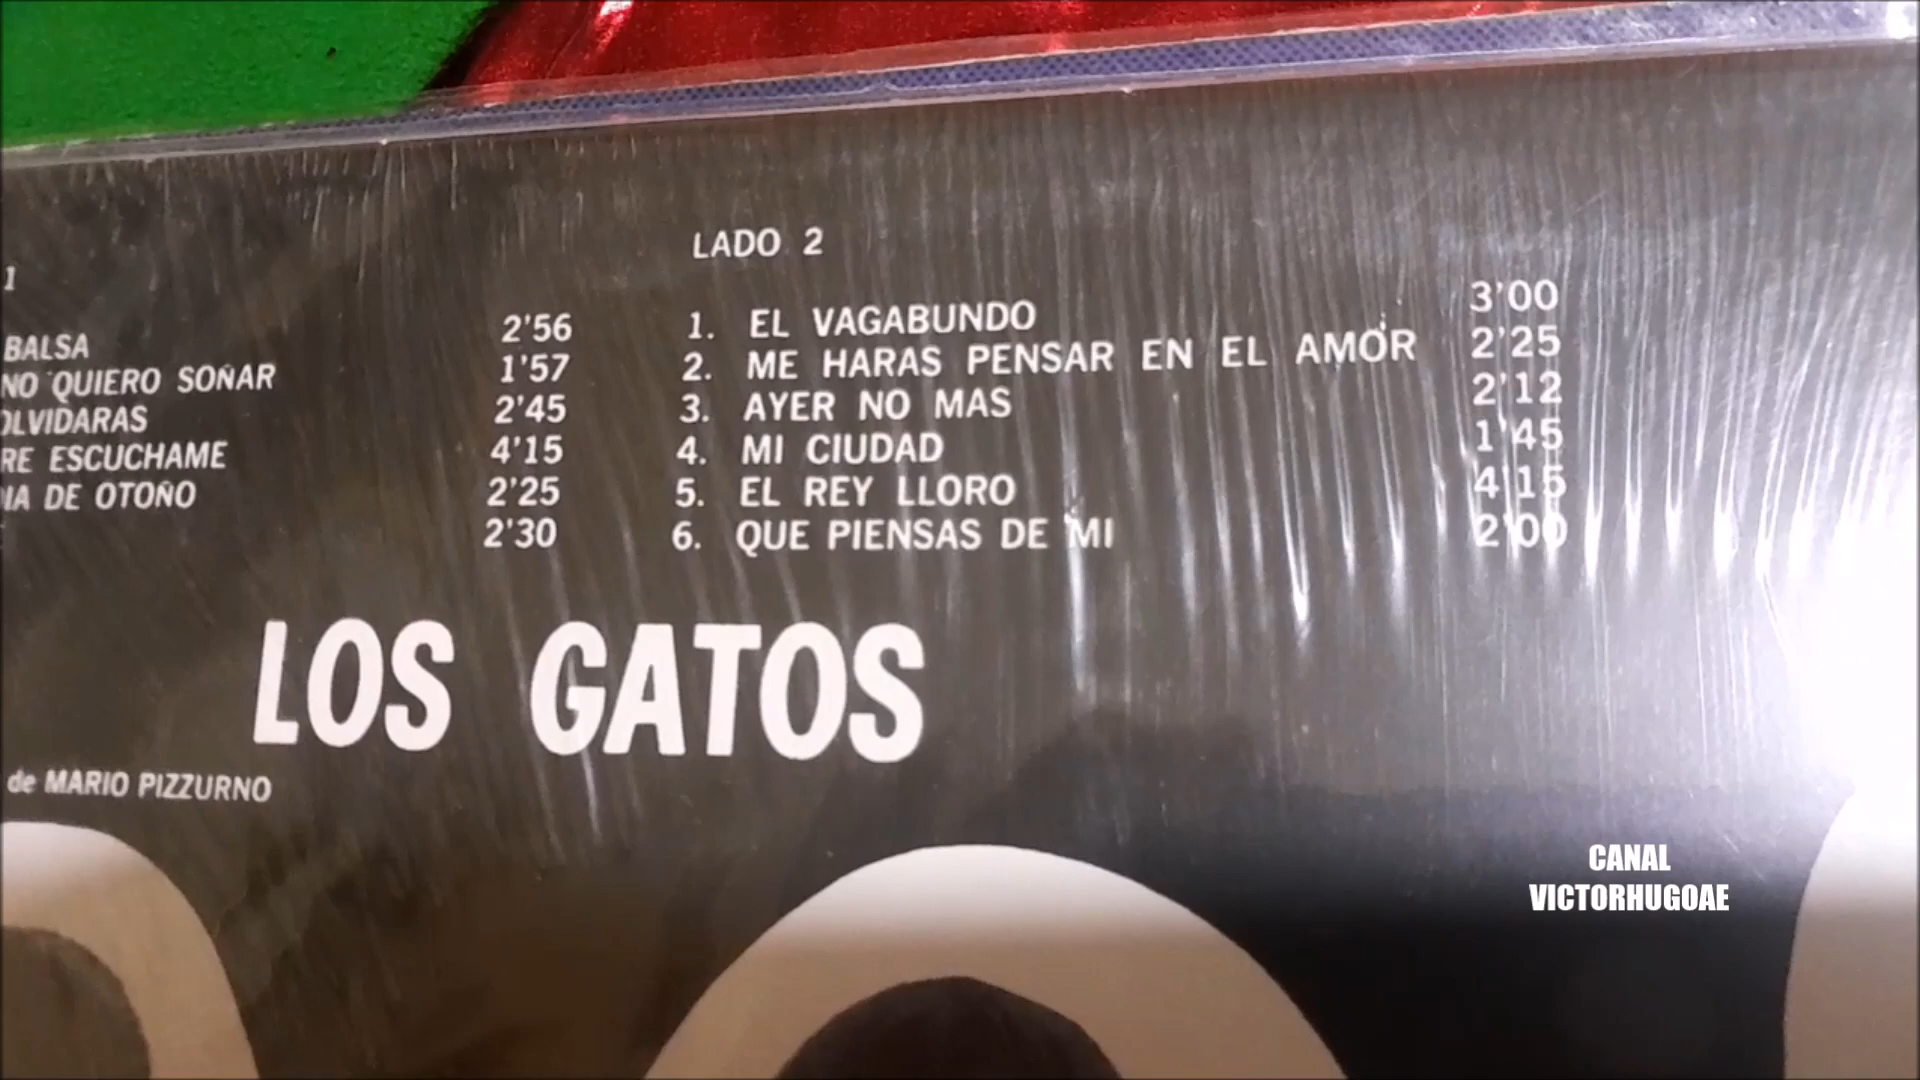 1
LADO 2
BALSA 2'56
NO QUIERO SOÑAR 1'57
OLVIDARAS 2'45
RE ESCUCHAME 4'15
IA DE OTOÑO 2'25
2'30
1. EL VAGABUNDO 3'00
2. ME HARAS PENSAR EN EL AMOR 2'25
3. AYER NO MAS 2'12
4. MI CIUDAD 1'45
5. EL REY LLORO 4'15
6. QUE PIENSAS DE MI 2'00
LOS GATOS
de MARIO PIZZURNO
CANAL
VICTORHUGOAE